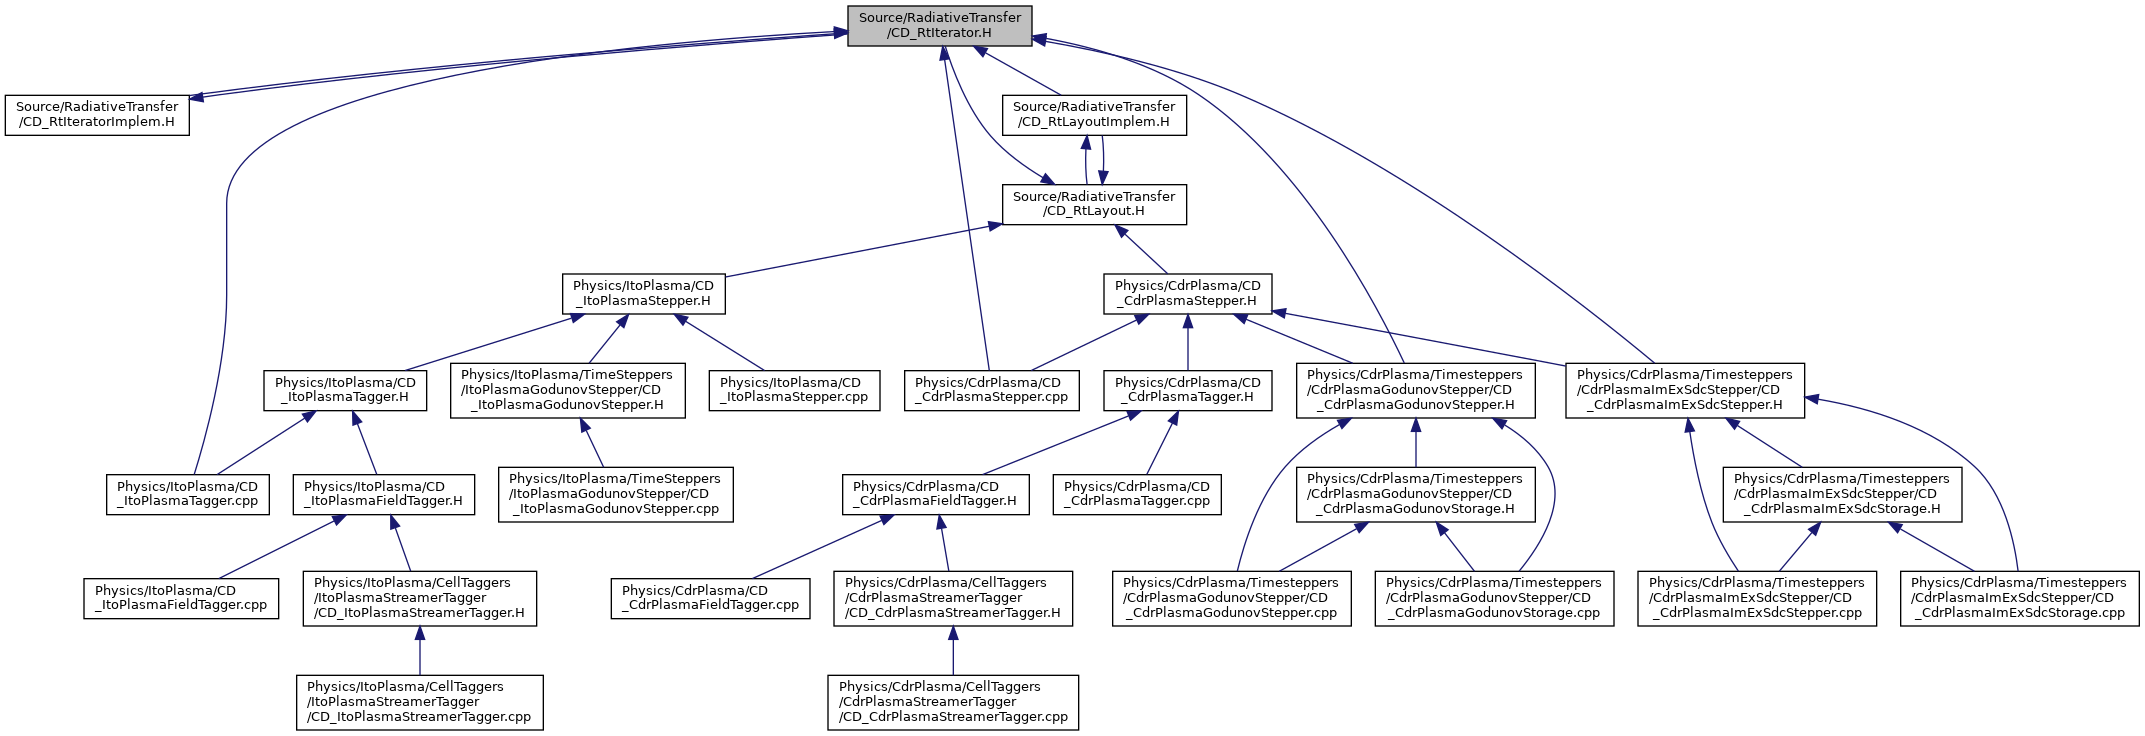 Source/RadiativeTransfer
/CD_RtIterator.H
Source/RadiativeTransfer
/CD_RtIteratorImplem.H
Source/RadiativeTransfer
/CD_RtLayoutImplem.H
Source/RadiativeTransfer
/CD_RtLayout.H
Physics/ItoPlasma/CD
_ItoPlasmaStepper.H
Physics/CdrPlasma/CD
_CdrPlasmaStepper.H
Physics/ItoPlasma/CD
_ItoPlasmaTagger.H
Physics/ItoPlasma/TimeSteppers
/ItoPlasmaGodunovStepper/CD
_ItoPlasmaGodunovStepper.H
Physics/ItoPlasma/CD
_ItoPlasmaStepper.cpp
Physics/CdrPlasma/CD
_CdrPlasmaStepper.cpp
Physics/CdrPlasma/CD
_CdrPlasmaTagger.H
Physics/CdrPlasma/Timesteppers
/CdrPlasmaGodunovStepper/CD
_CdrPlasmaGodunovStepper.H
Physics/CdrPlasma/Timesteppers
/CdrPlasmaImExSdcStepper/CD
_CdrPlasmaImExSdcStepper.H
Physics/ItoPlasma/CD
_ItoPlasmaTagger.cpp
Physics/ItoPlasma/CD
_ItoPlasmaFieldTagger.H
Physics/ItoPlasma/TimeSteppers
/ItoPlasmaGodunovStepper/CD
_ItoPlasmaGodunovStepper.cpp
Physics/CdrPlasma/CD
_CdrPlasmaFieldTagger.H
Physics/CdrPlasma/CD
_CdrPlasmaTagger.cpp
Physics/CdrPlasma/Timesteppers
/CdrPlasmaGodunovStepper/CD
_CdrPlasmaGodunovStorage.H
Physics/CdrPlasma/Timesteppers
/CdrPlasmaImExSdcStepper/CD
_CdrPlasmaImExSdcStorage.H
Physics/ItoPlasma/CD
_ItoPlasmaFieldTagger.cpp
Physics/ItoPlasma/CellTaggers
/ItoPlasmaStreamerTagger
/CD_ItoPlasmaStreamerTagger.H
Physics/CdrPlasma/CD
_CdrPlasmaFieldTagger.cpp
Physics/CdrPlasma/CellTaggers
/CdrPlasmaStreamerTagger
/CD_CdrPlasmaStreamerTagger.H
Physics/CdrPlasma/Timesteppers
/CdrPlasmaGodunovStepper/CD
_CdrPlasmaGodunovStepper.cpp
Physics/CdrPlasma/Timesteppers
/CdrPlasmaGodunovStepper/CD
_CdrPlasmaGodunovStorage.cpp
Physics/CdrPlasma/Timesteppers
/CdrPlasmaImExSdcStepper/CD
_CdrPlasmaImExSdcStepper.cpp
Physics/CdrPlasma/Timesteppers
/CdrPlasmaImExSdcStepper/CD
_CdrPlasmaImExSdcStorage.cpp
Physics/ItoPlasma/CellTaggers
/ItoPlasmaStreamerTagger
/CD_ItoPlasmaStreamerTagger.cpp
Physics/CdrPlasma/CellTaggers
/CdrPlasmaStreamerTagger
/CD_CdrPlasmaStreamerTagger.cpp